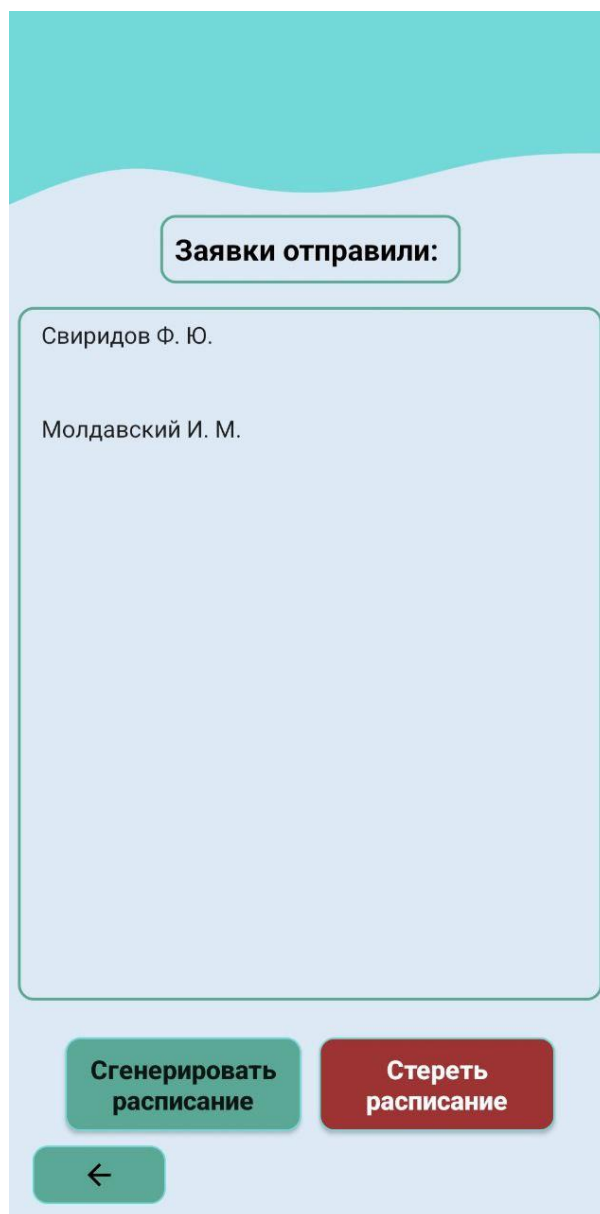 Заявки отправили:
Свиридов Ф. Ю.
Молдавский И. М.
Сгенерировать
расписание
Стереть
расписание